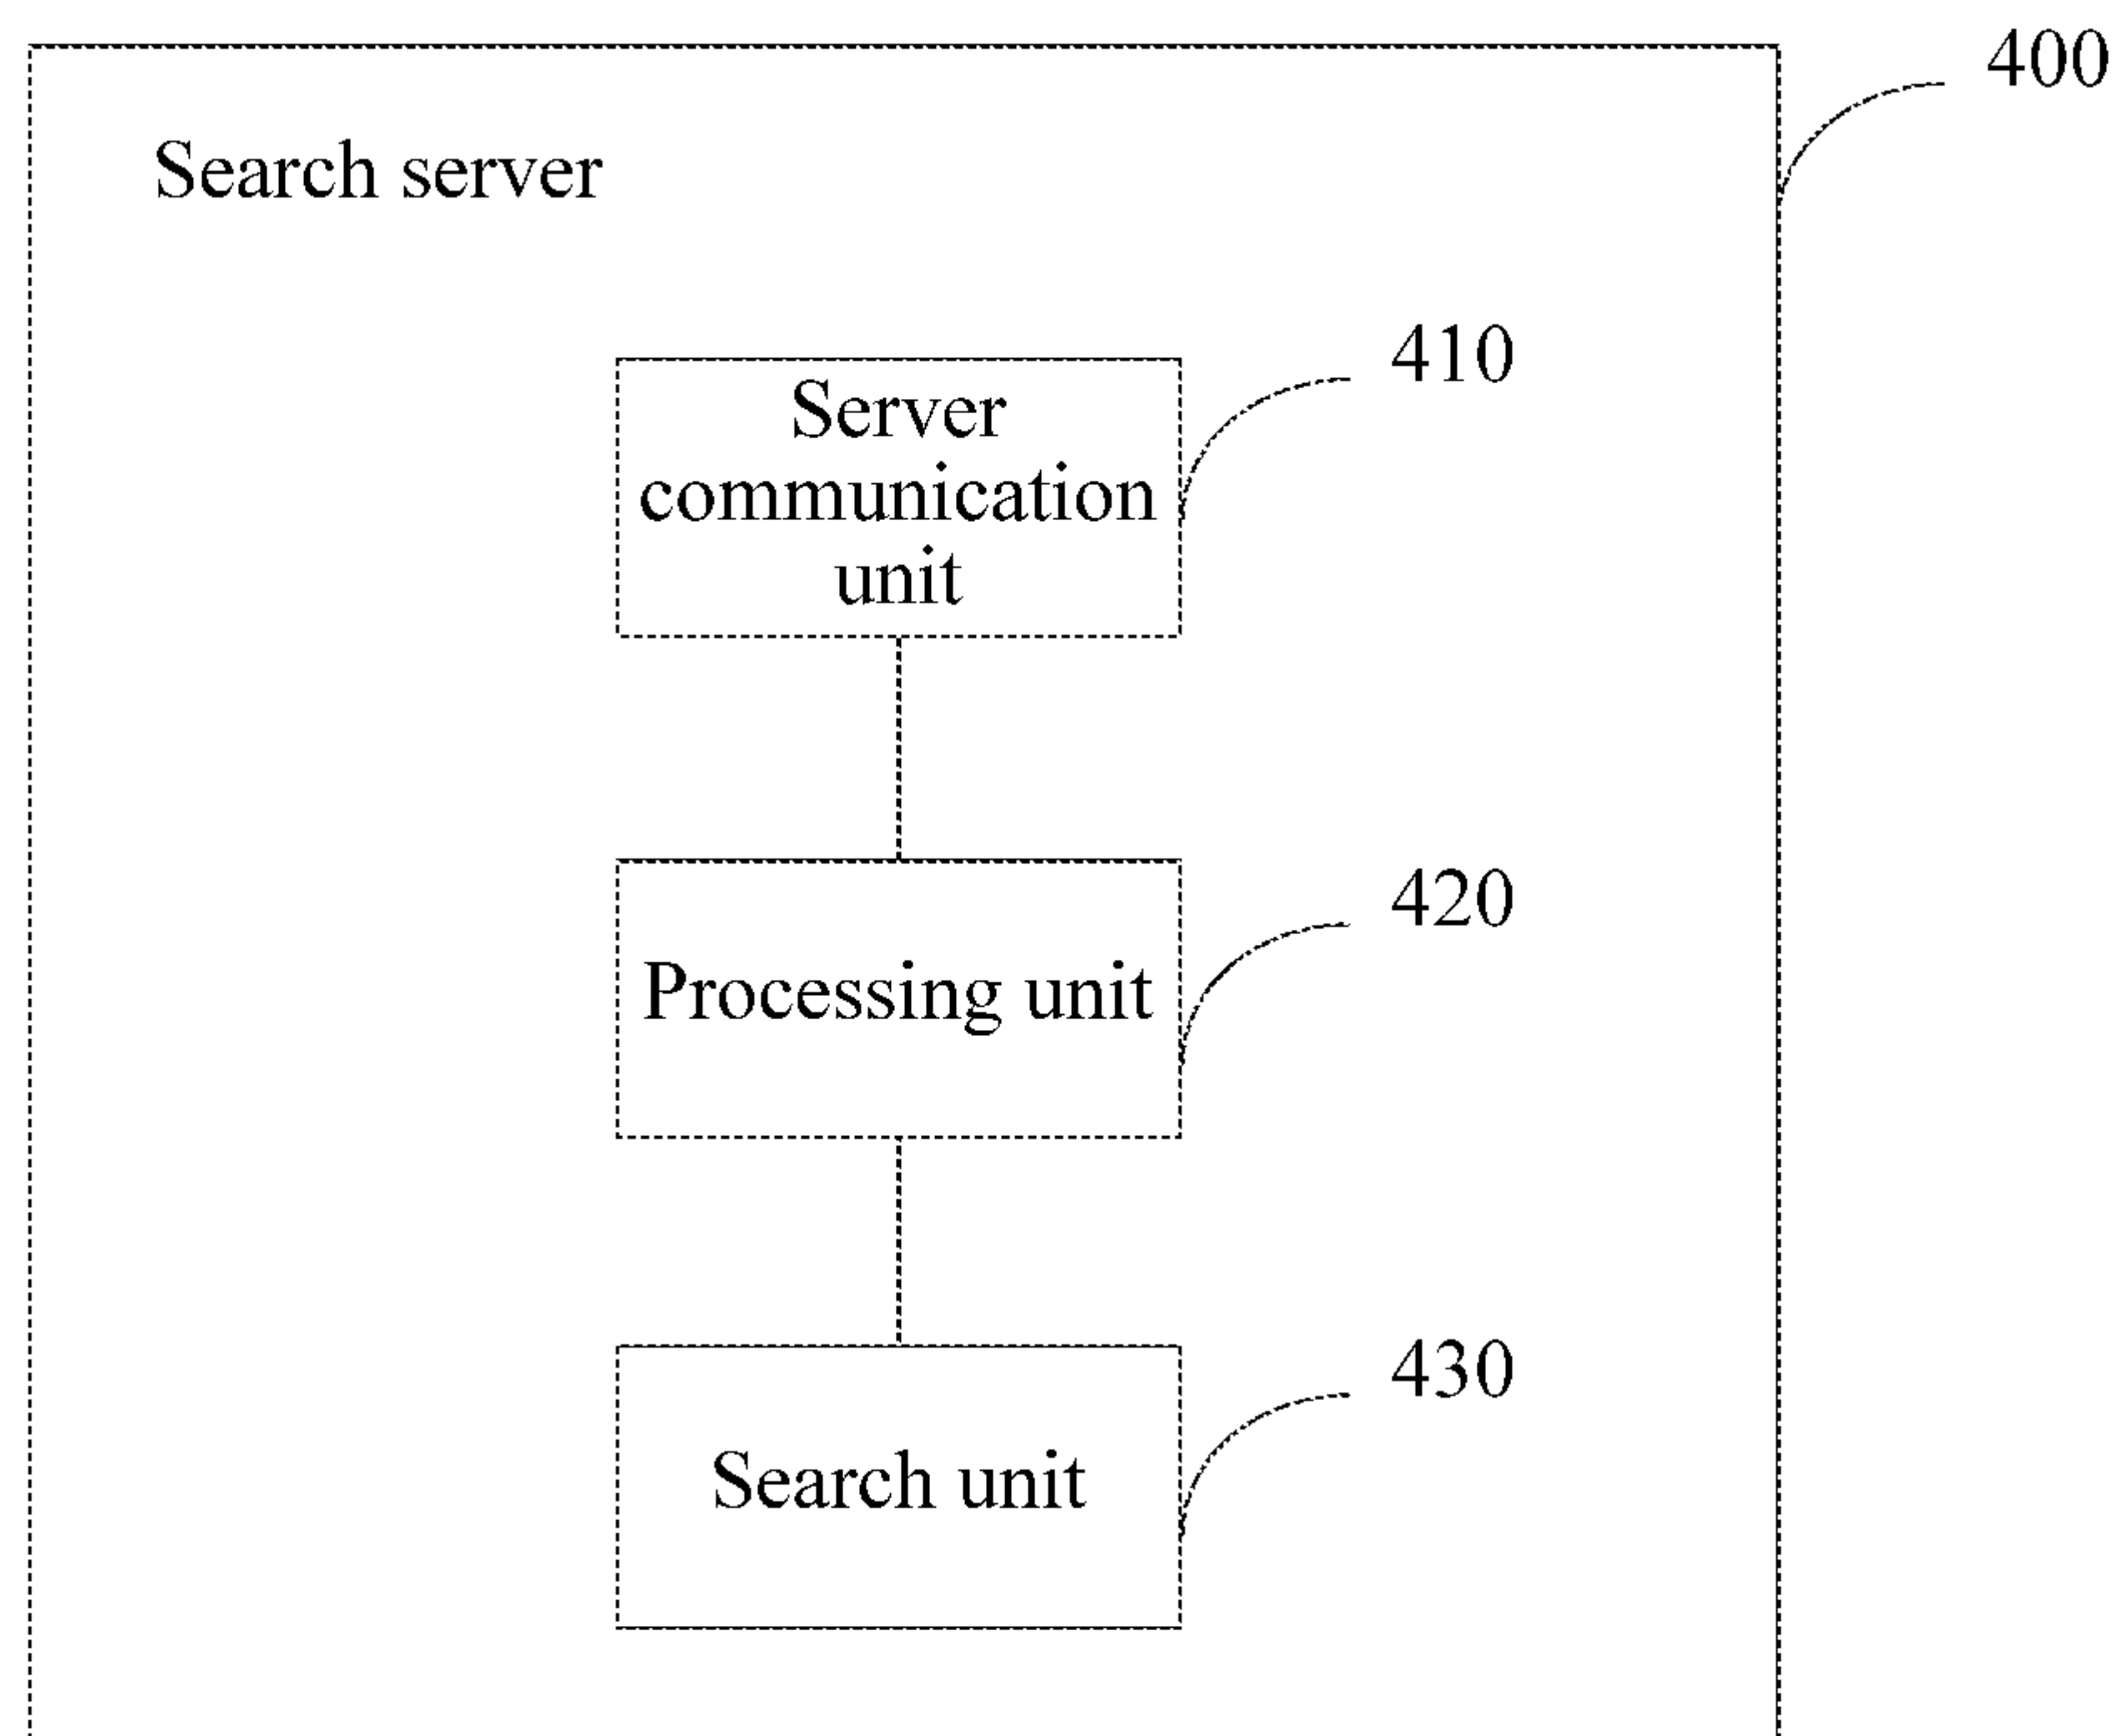 400
Search server
410
Server
communication
unit
420
Processing unit
430
Search unit